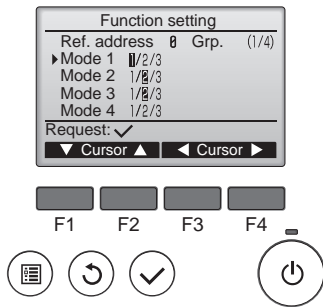 Function setting
Ref. address 0 Grp. (1/4)
Mode 1 1/2/3
Mode 2 1/2/3
Mode 3 1/2/3
Mode 4 1/2/3
Request:
▼ Cursor ▲ ◀ Cursor ▶
F1 F2 F3 F4